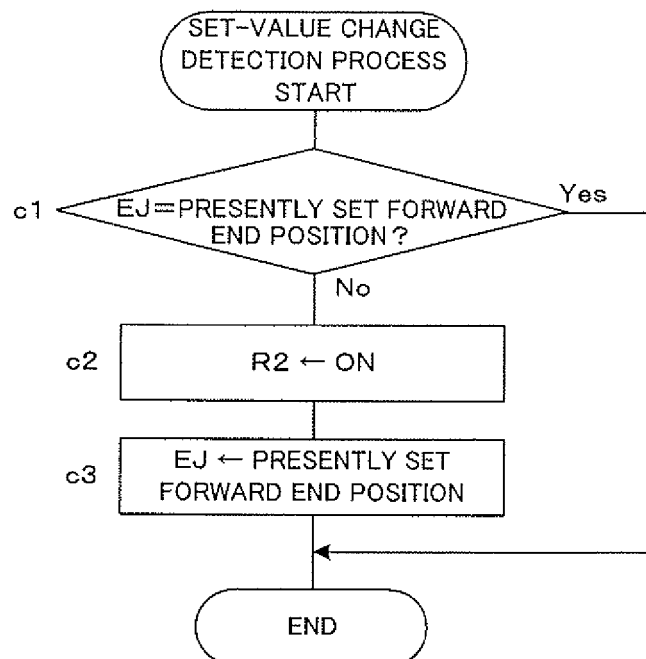 SET-VALUE CHANGE
DETECTION PROCESS
START
c1
EJ=PRESENTLY SET FORWARD
END POSITION?
Yes
No
c2
R2 ← ON
c3
EJ ← PRESENTLY SET
FORWARD END POSITION
END